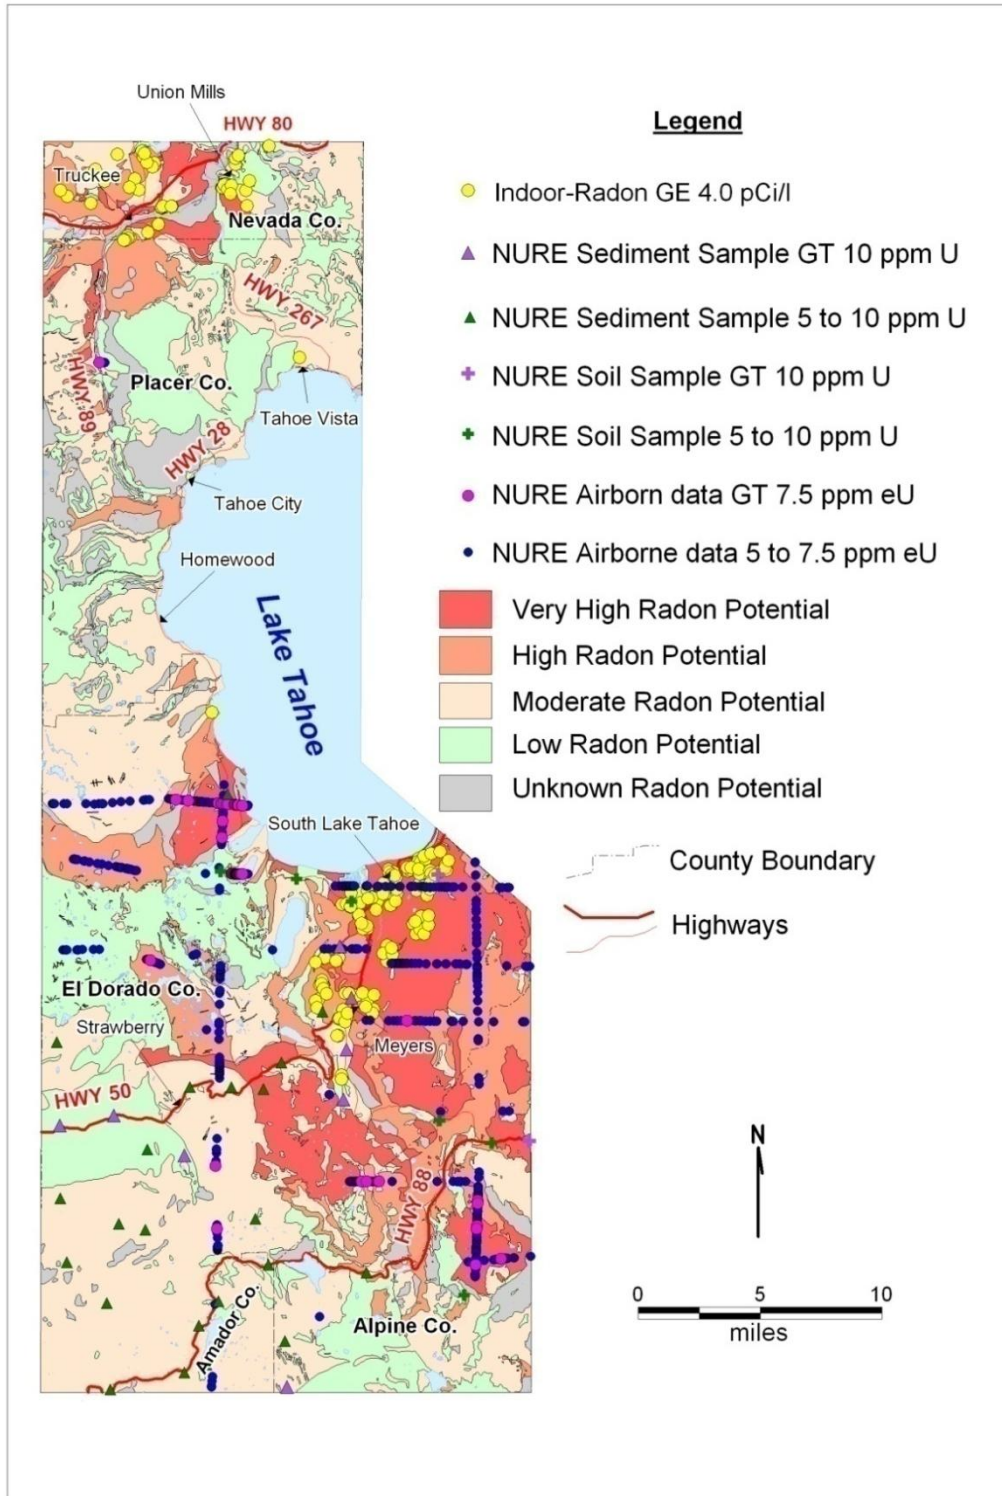 Union Mills
HWY 80
Truckee
Nevada Co.
HWY 267
HWY 89
Placer Co.
Tahoe Vista
HWY 28
Tahoe City
Homewood
Lake Tahoe
South Lake Tahoe
El Dorado Co.
Strawberry
Meyers
HWY 50
HWY 88
Amador Co.
Alpine Co.
Legend
Indoor-Radon GE 4.0 pCi/l
NURE Sediment Sample GT 10 ppm U
NURE Sediment Sample 5 to 10 ppm U
NURE Soil Sample GT 10 ppm U
NURE Soil Sample 5 to 10 ppm U
NURE Airborn data GT 7.5 ppm eU
NURE Airborne data 5 to 7.5 ppm eU
Very High Radon Potential
High Radon Potential
Moderate Radon Potential
Low Radon Potential
Unknown Radon Potential
County Boundary
Highways
N
0 5 10
miles